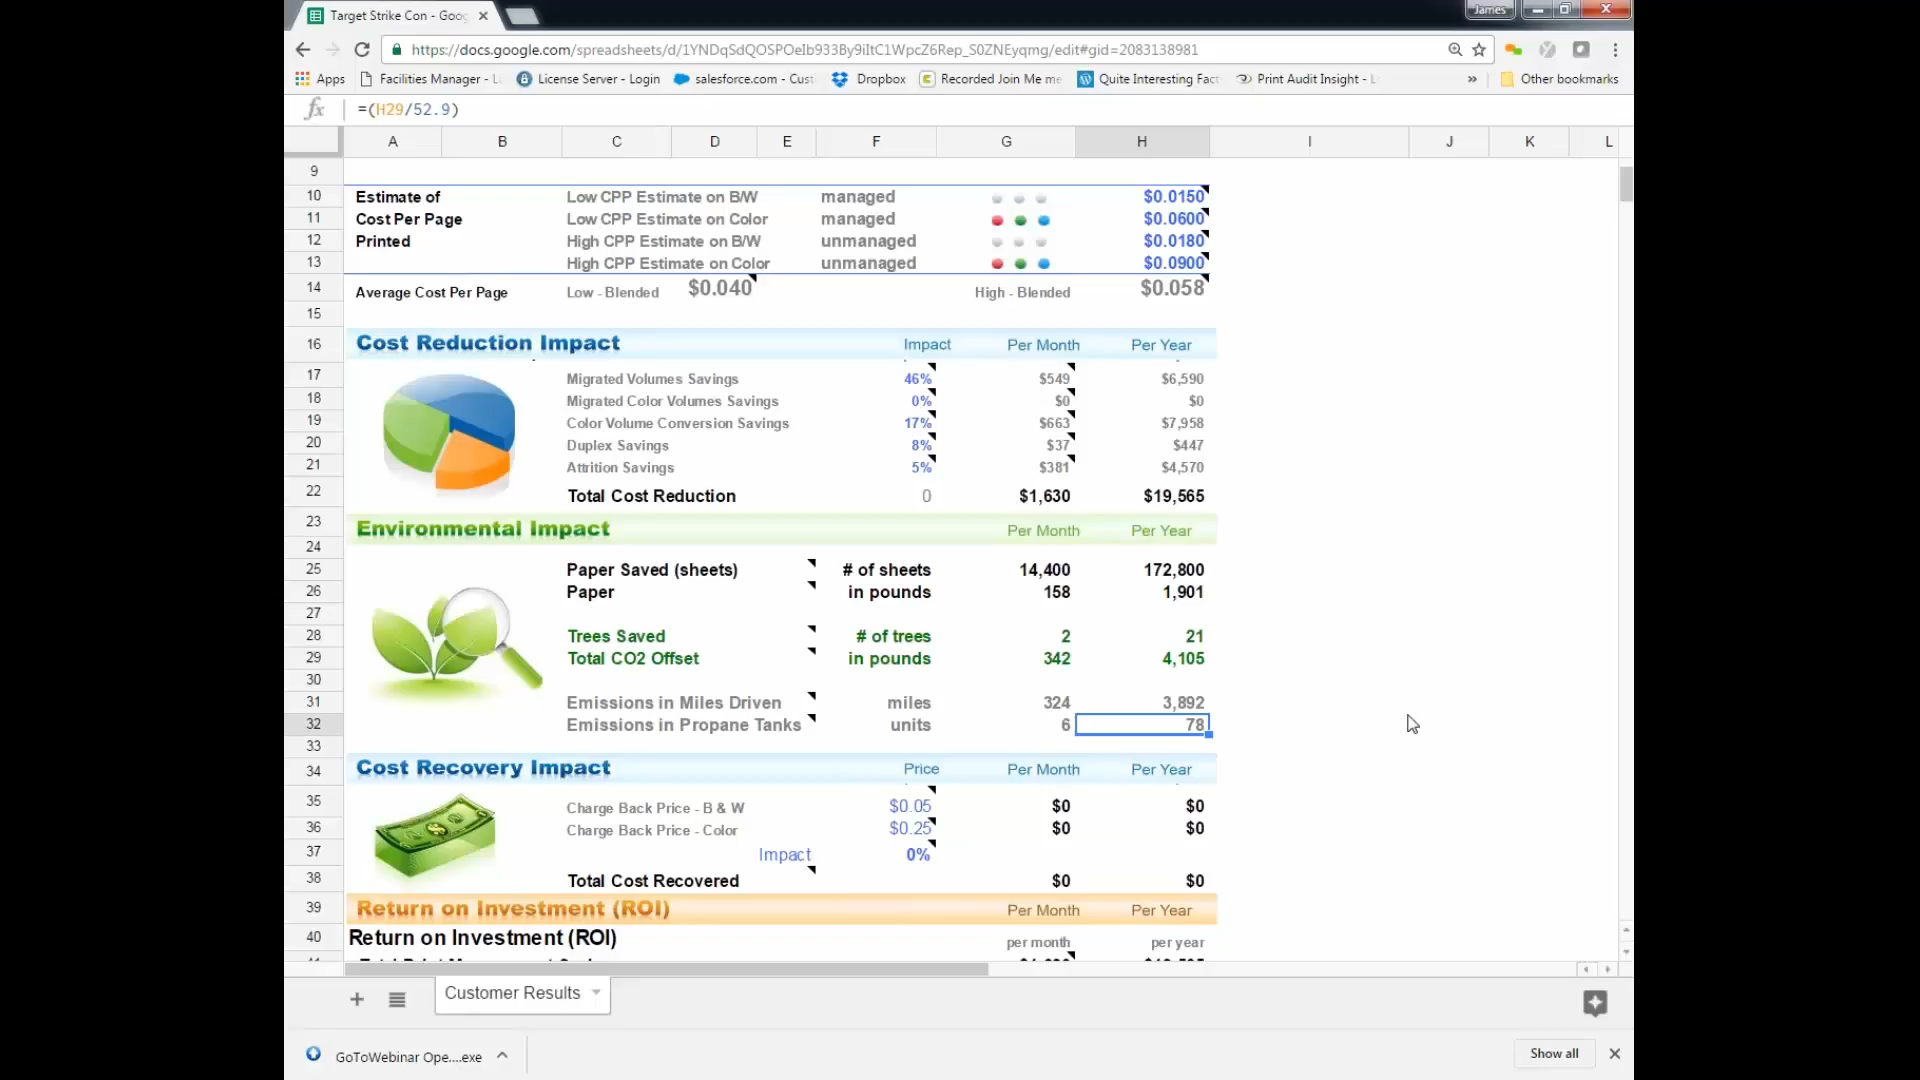 Target Strike Con - Goog
James
https://docs.google.com/spreadsheets/d/1YNDqSdQOSPOeIb933By9iItC1WpcZ6Rep_S0ZNEyqmg/edit#gid=2083138981
Apps Facilities Manager - L License Server - Login salesforce.com - Cust Dropbox Recorded Join Me me Quite Interesting Fact Print Audit Insight - L » Other bookmarks
fx =(H29/52.9)
A B C D E F G H I J K L
9
10 Estimate of Low CPP Estimate on B/W managed $0.0150
11 Cost Per Page Low CPP Estimate on Color managed $0.0600
12 Printed High CPP Estimate on B/W unmanaged $0.0180
13 High CPP Estimate on Color unmanaged $0.0900
14 Average Cost Per Page Low - Blended $0.040 High - Blended $0.058
15
16 Cost Reduction Impact Impact Per Month Per Year
17 Migrated Volumes Savings 46% $549 $6,590
18 Migrated Color Volumes Savings 0% $0 $0
19 Color Volume Conversion Savings 17% $663 $7,958
20 Duplex Savings 8% $37 $447
21 Attrition Savings 5% $381 $4,570
22 Total Cost Reduction 0 $1,630 $19,565
23 Environmental Impact Per Month Per Year
24
25 Paper Saved (sheets) # of sheets 14,400 172,800
26 Paper in pounds 158 1,901
27
28 Trees Saved # of trees 2 21
29 Total CO2 Offset in pounds 342 4,105
30
31 Emissions in Miles Driven miles 324 3,892
32 Emissions in Propane Tanks units 6 78
33
34 Cost Recovery Impact Price Per Month Per Year
35 Charge Back Price - B & W $0.05 $0 $0
36 Charge Back Price - Color $0.25 $0 $0
37 Impact 0%
38 Total Cost Recovered $0 $0
39 Return on Investment (ROI) Per Month Per Year
40 Return on Investment (ROI) per month per year
Customer Results
GoToWebinar Ope....exe Show all